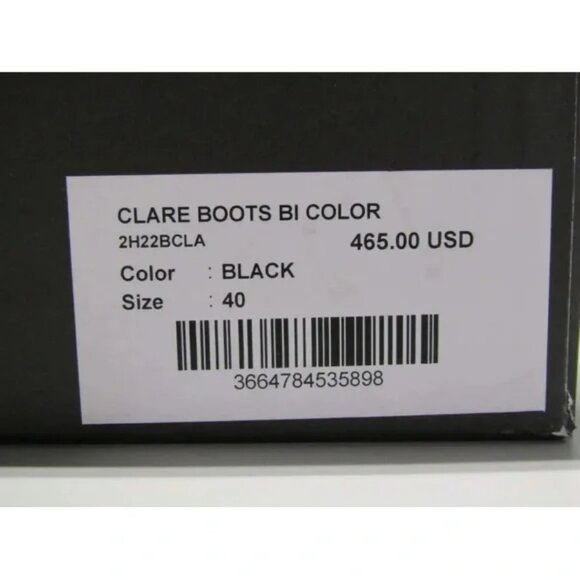 CLARE BOOTS BI COLOR
2H22BCLA 465.00 USD
Color : BLACK
Size : 40
3664784535898